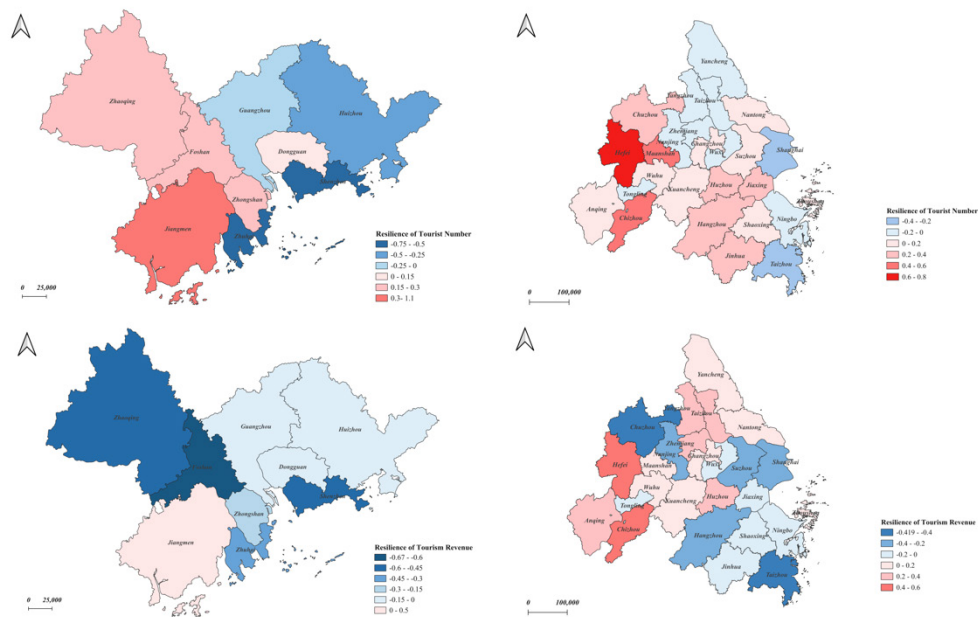 Zhaoqing
Guangzhou
Huizhou
Foshan
Dongguan
Zhongshan
Jiangmen
Resilience of Tourist Number
-0.75 - -0.5
-0.5 - -0.25
-0.25 - 0
0 - 0.15
0.15 - 0.3
0.3- 1.1
0 25,000
Yancheng
Taizhou
Chuzhou
Nantong
Zhenjiang
Nanjing
Changzhou
Wuxi
Shanghai
Hefei
Maanshan
Suzhou
Wuhu
Tongling
Xuancheng
Huzhou
Jiaxing
Anqing
Chizhou
Hangzhou
Shaoxing
Ningbo
Jinhua
Taizhou
Resilience of Tourist Number
-0.4 - -0.2
-0.2 - 0
0 - 0.2
0.2 - 0.4
0.4 - 0.6
0.6 - 0.8
0 100,000
Zhaoqing
Guangzhou
Huizhou
Dongguan
Zhongshan
Jiangmen
Zhuhai
Resilience of Tourism Revenue
-0.67 - -0.6
-0.6 - -0.45
-0.45 - -0.3
-0.3 - -0.15
-0.15 - 0
0 - 0.5
0 25,000
Yancheng
Taizhou
Chuzhou
Nantong
Zhenjiang
Nanjing
Changzhou
Wuxi
Shanghai
Hefei
Maanshan
Suzhou
Wuhu
Tongling
Xuancheng
Huzhou
Jiaxing
Anqing
Chizhou
Hangzhou
Shaoxing
Ningbo
Jinhua
Taizhou
Resilience of Tourism Revenue
-0.419 - -0.4
-0.4 - -0.2
-0.2 - 0
0 - 0.2
0.2 - 0.4
0.4 - 0.6
0 100,000